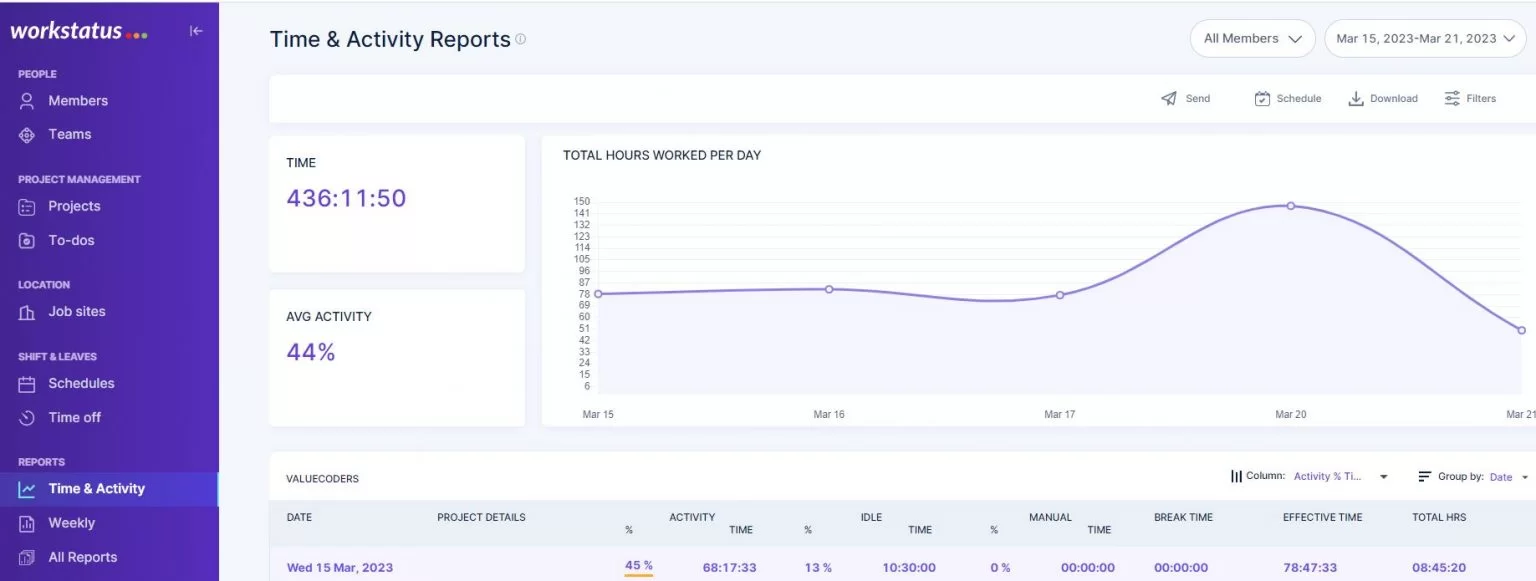 workstatus
PEOPLE
Members
Teams
PROJECT MANAGEMENT
Projects
To-dos
LOCATION
Job sites
SHIFT & LEAVES
Schedules
Time off
REPORTS
Time & Activity
Weekly
All Reports
Time & Activity Reports
All Members
Mar 15, 2023-Mar 21, 2023
Send Schedule Download Filters
TIME
436:11:50
AVG ACTIVITY
44%
TOTAL HOURS WORKED PER DAY
150
141
132
123
114
105
96
87
78
69
60
51
42
33
24
15
6
Mar 15 Mar 16 Mar 17 Mar 20 Mar 21
VALUECODERS
Column: Activity % Ti... Group by: Date
DATE PROJECT DETAILS ACTIVITY IDLE MANUAL BREAK TIME EFFECTIVE TIME TOTAL HRS
% TIME % TIME % TIME
Wed 15 Mar, 2023 45 % 68:17:33 13 % 10:30:00 0 % 00:00:00 00:00:00 78:47:33 08:45:20